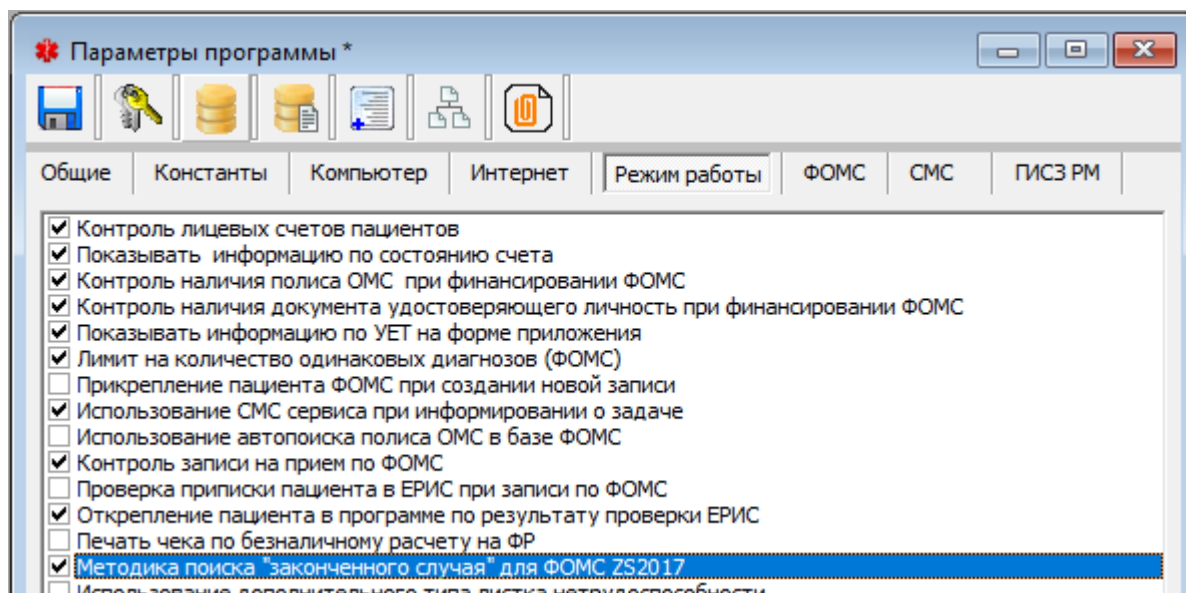 Параметры программы *
Общие Константы Компьютер Интернет Режим работы ФОМС СМС ГИСЗ РМ
Контроль лицевых счетов пациентов
Показывать информацию по состоянию счета
Контроль наличия полиса ОМС при финансировании ФОМС
Контроль наличия документа удостоверяющего личность при финансировании ФОМС
Показывать информацию по УЕТ на форме приложения
Лимит на количество одинаковых диагнозов (ФОМС)
Прикрепление пациента ФОМС при создании новой записи
Использование СМС сервиса при информировании о задаче
Использование автопоиска полиса ОМС в базе ФОМС
Контроль записи на прием по ФОМС
Проверка приписки пациента в ЕРИС при записи по ФОМС
Открепление пациента в программе по результату проверки ЕРИС
Печать чека по безналичному расчету на ФР
Методика поиска "законченного случая" для ФОМС ZS2017
Использование дополнительного типа листка нетрудоспособности